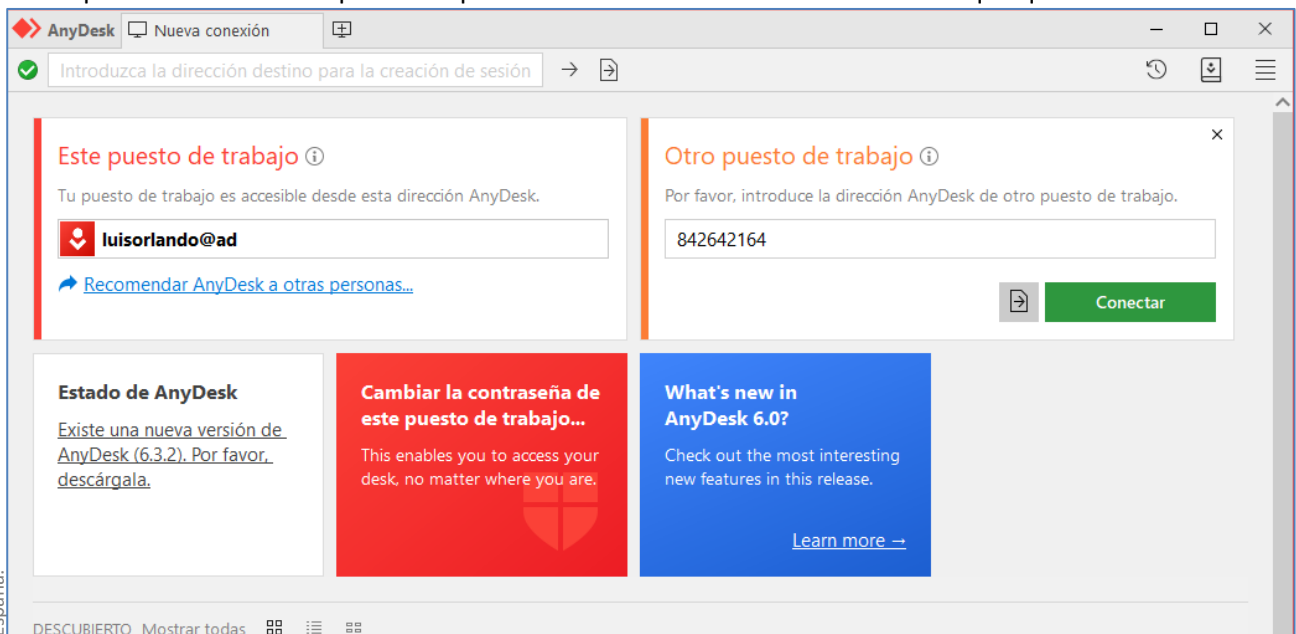 AnyDesk Nueva conexión
Introduzca la dirección destino para la creación de sesión
Este puesto de trabajo
Tu puesto de trabajo es accesible desde esta dirección AnyDesk.
luisorlando@ad
Recomendar AnyDesk a otras personas...
Otro puesto de trabajo
Por favor, introduce la dirección AnyDesk de otro puesto de trabajo.
842642164
Conectar
Estado de AnyDesk
Existe una nueva versión de
AnyDesk (6.3.2). Por favor,
descárgala.
Cambiar la contraseña de
este puesto de trabajo...
This enables you to access your
desk, no matter where you are.
What's new in
AnyDesk 6.0?
Check out the most interesting
new features in this release.
Learn more →
DESCUBIERTO Mostrar todas